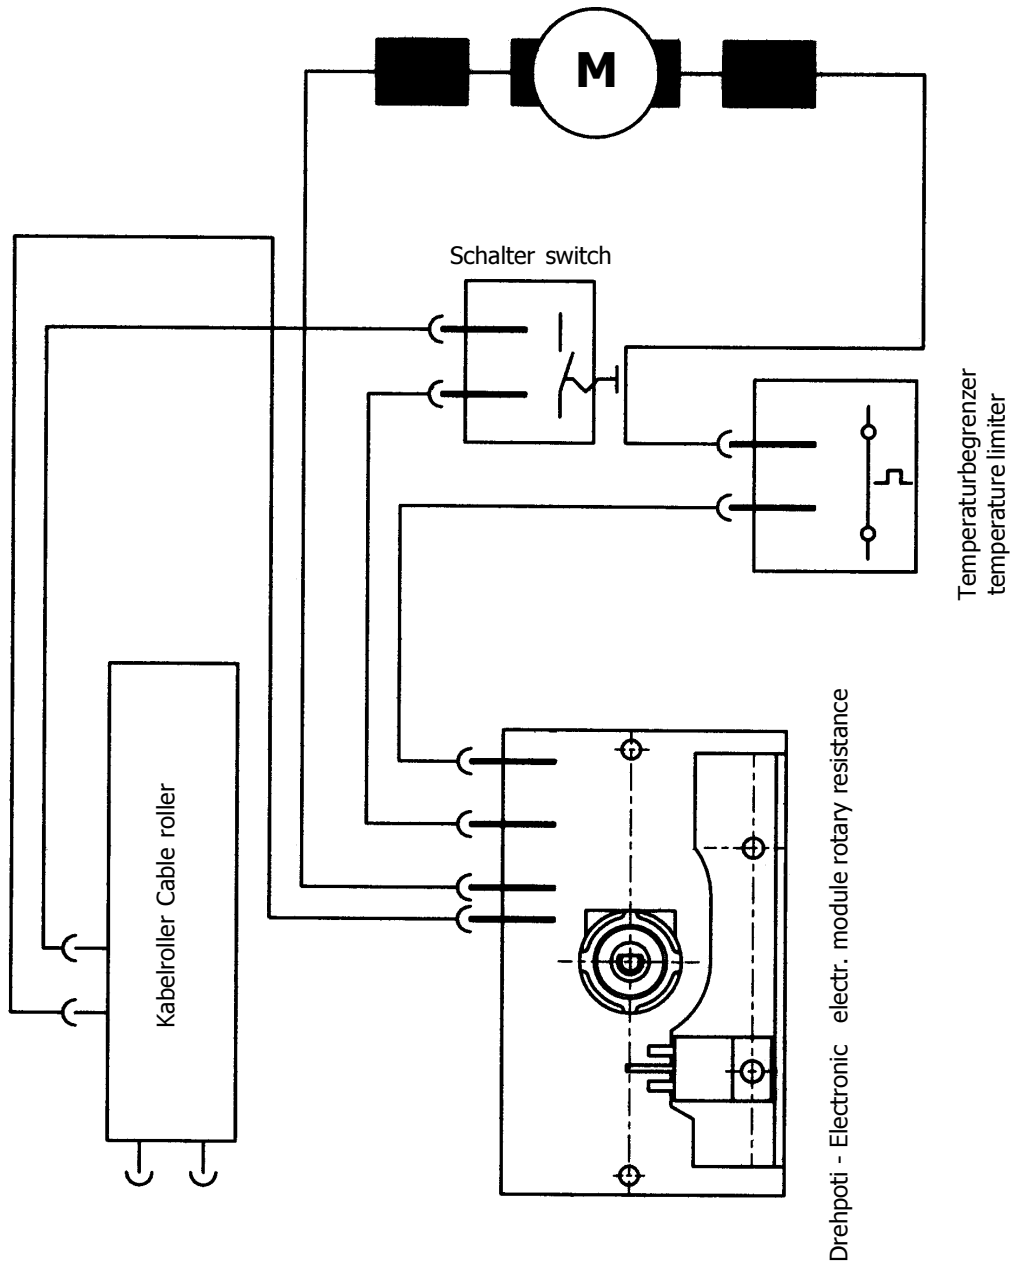 M
Schalter switch
Temperaturbegrenzer
temperature limiter
Kabelroller Cable roller
Drehpoti - Electronic electr. module rotary resistance